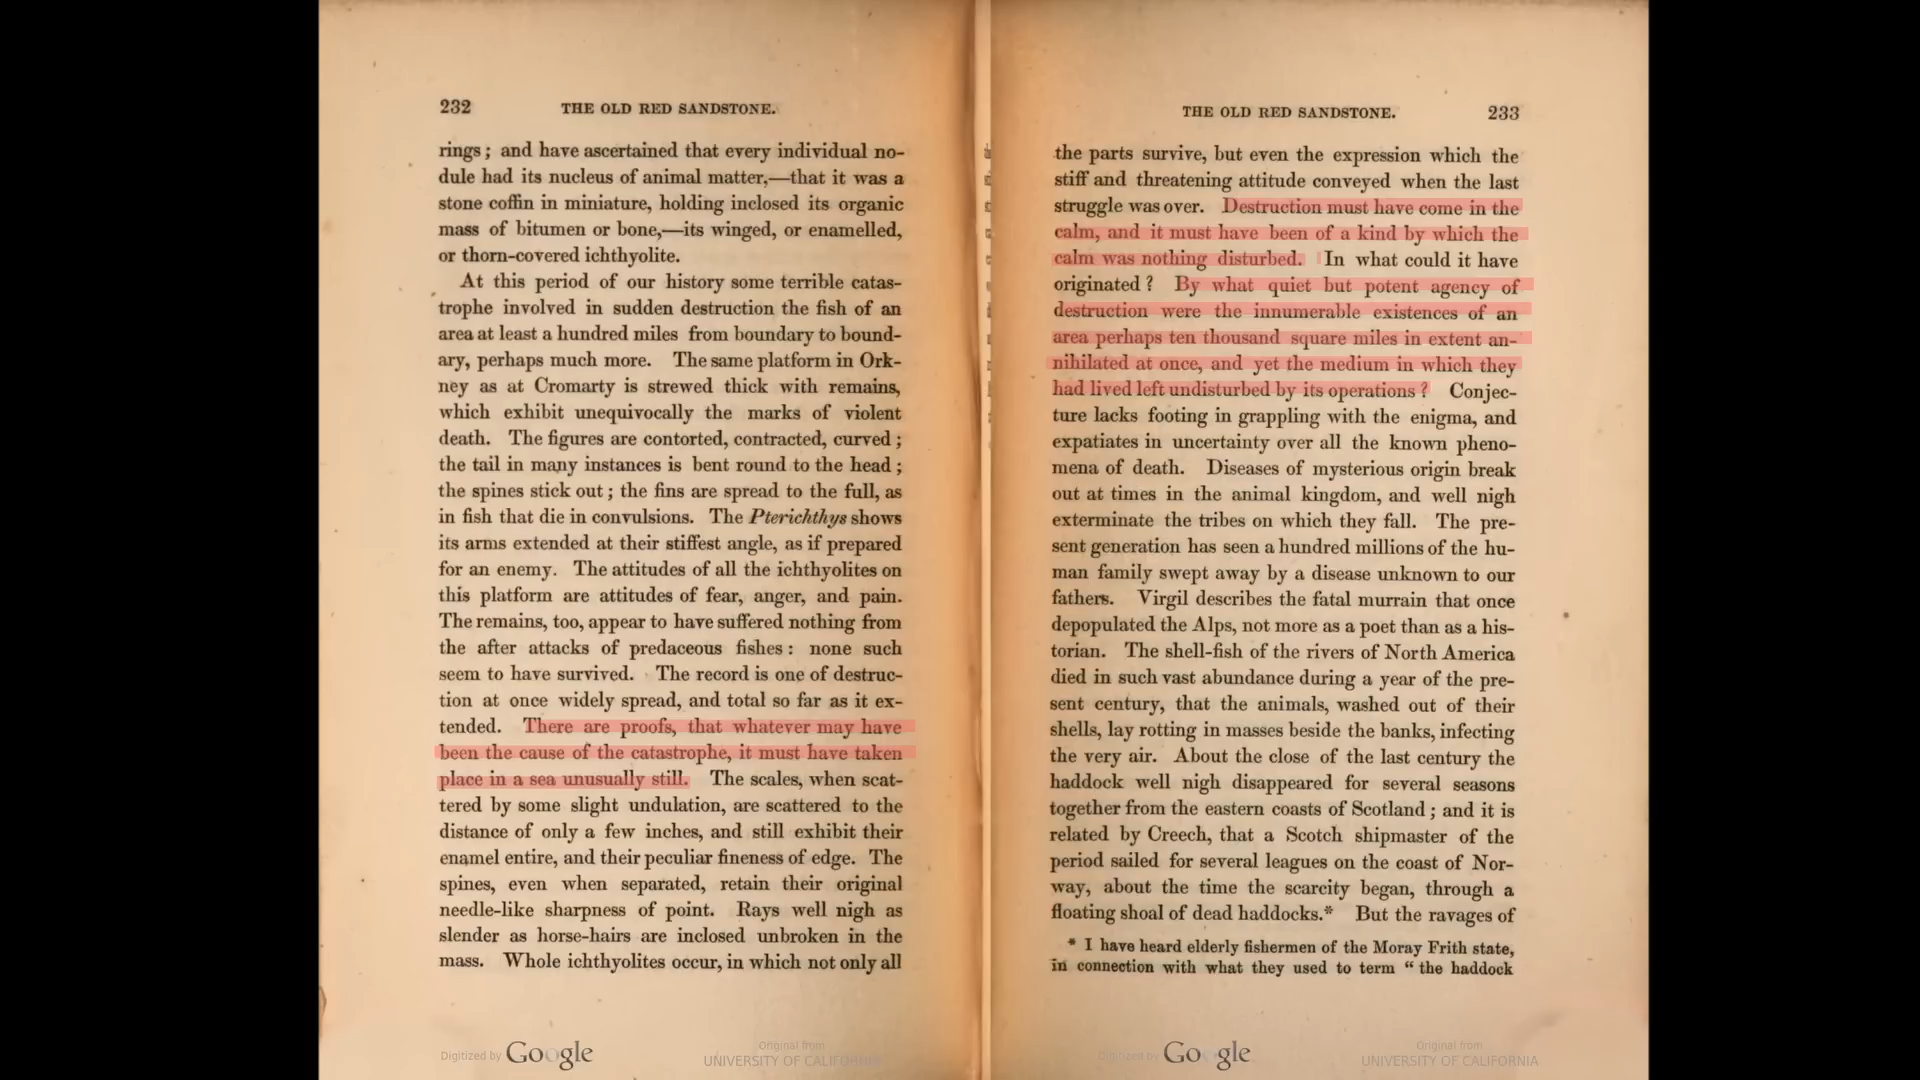 232 THE OLD RED SANDSTONE.
rings; and have ascertained that every individual no-
dule had its nucleus of animal matter,—that it was a
stone coffin in miniature, holding inclosed its organic
mass of bitumen or bone,—its winged, or enamelled,
or thorn-covered ichthyolite.
At this period of our history some terrible catas-
trophe involved in sudden destruction the fish of an
area at least a hundred miles from boundary to bound-
ary, perhaps much more. The same platform in Ork-
ney as at Cromarty is strewed thick with remains,
which exhibit unequivocally the marks of violent
death. The figures are contorted, contracted, curved;
the tail in many instances is bent round to the head;
the spines stick out; the fins are spread to the full, as
in fish that die in convulsions. The Pterichthys shows
its arms extended at their stiffest angle, as if prepared
for an enemy. The attitudes of all the ichthyolites on
this platform are attitudes of fear, anger, and pain.
The remains, too, appear to have suffered nothing from
the after attacks of predaceous fishes: none such
seem to have survived. The record is one of destruc-
tion at once widely spread, and total so far as it ex-
tended. There are proofs, that whatever may have
been the cause of the catastrophe, it must have taken
place in a sea unusually still. The scales, when scat-
tered by some slight undulation, are scattered to the
distance of only a few inches, and still exhibit their
enamel entire, and their peculiar fineness of edge. The
spines, even when separated, retain their original
needle-like sharpness of point. Rays well nigh as
slender as horse-hairs are inclosed unbroken in the
mass. Whole ichthyolites occur, in which not only all
Digitized by Google
Original from
UNIVERSITY OF CALIFORNIA
THE OLD RED SANDSTONE. 233
the parts survive, but even the expression which the
stiff and threatening attitude conveyed when the last
struggle was over. Destruction must have come in the
calm, and it must have been of a kind by which the
calm was nothing disturbed. In what could it have
originated? By what quiet but potent agency of
destruction were the innumerable existences of an
area perhaps ten thousand square miles in extent an-
nihilated at once, and yet the medium in which they
had lived left undisturbed by its operations? Conjec-
ture lacks footing in grappling with the enigma, and
expatiates in uncertainty over all the known pheno-
mena of death. Diseases of mysterious origin break
out at times in the animal kingdom, and well nigh
exterminate the tribes on which they fall. The pre-
sent generation has seen a hundred millions of the hu-
man family swept away by a disease unknown to our
fathers. Virgil describes the fatal murrain that once
depopulated the Alps, not more as a poet than as a his-
torian. The shell-fish of the rivers of North America
died in such vast abundance during a year of the pre-
sent century, that the animals, washed out of their
shells, lay rotting in masses beside the banks, infecting
the very air. About the close of the last century the
haddock well nigh disappeared for several seasons
together from the eastern coasts of Scotland; and it is
related by Creech, that a Scotch shipmaster of the
period sailed for several leagues on the coast of Nor-
way, about the time the scarcity began, through a
floating shoal of dead haddocks.* But the ravages of
* I have heard elderly fishermen of the Moray Frith state,
in connection with what they used to term “ the haddock
Digitized by Google
Original from
UNIVERSITY OF CALIFORNIA